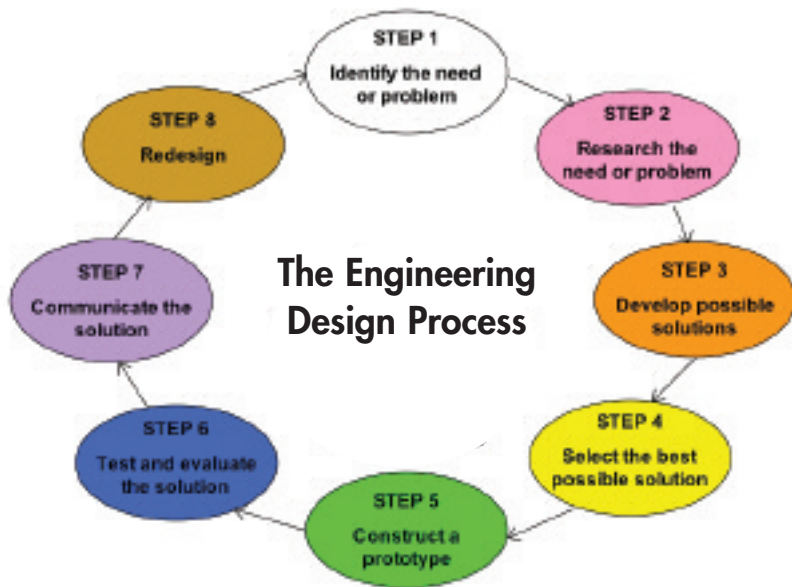 STEP 1
Identify the need
or problem
STEP 2
Research the
need or problem
STEP 3
Develop possible
solutions
STEP 4
Select the best
possible solution
STEP 5
Construct a
prototype
STEP 6
Test and evaluate
the solution
STEP 7
Communicate the
solution
STEP 8
Redesign
The Engineering
Design Process